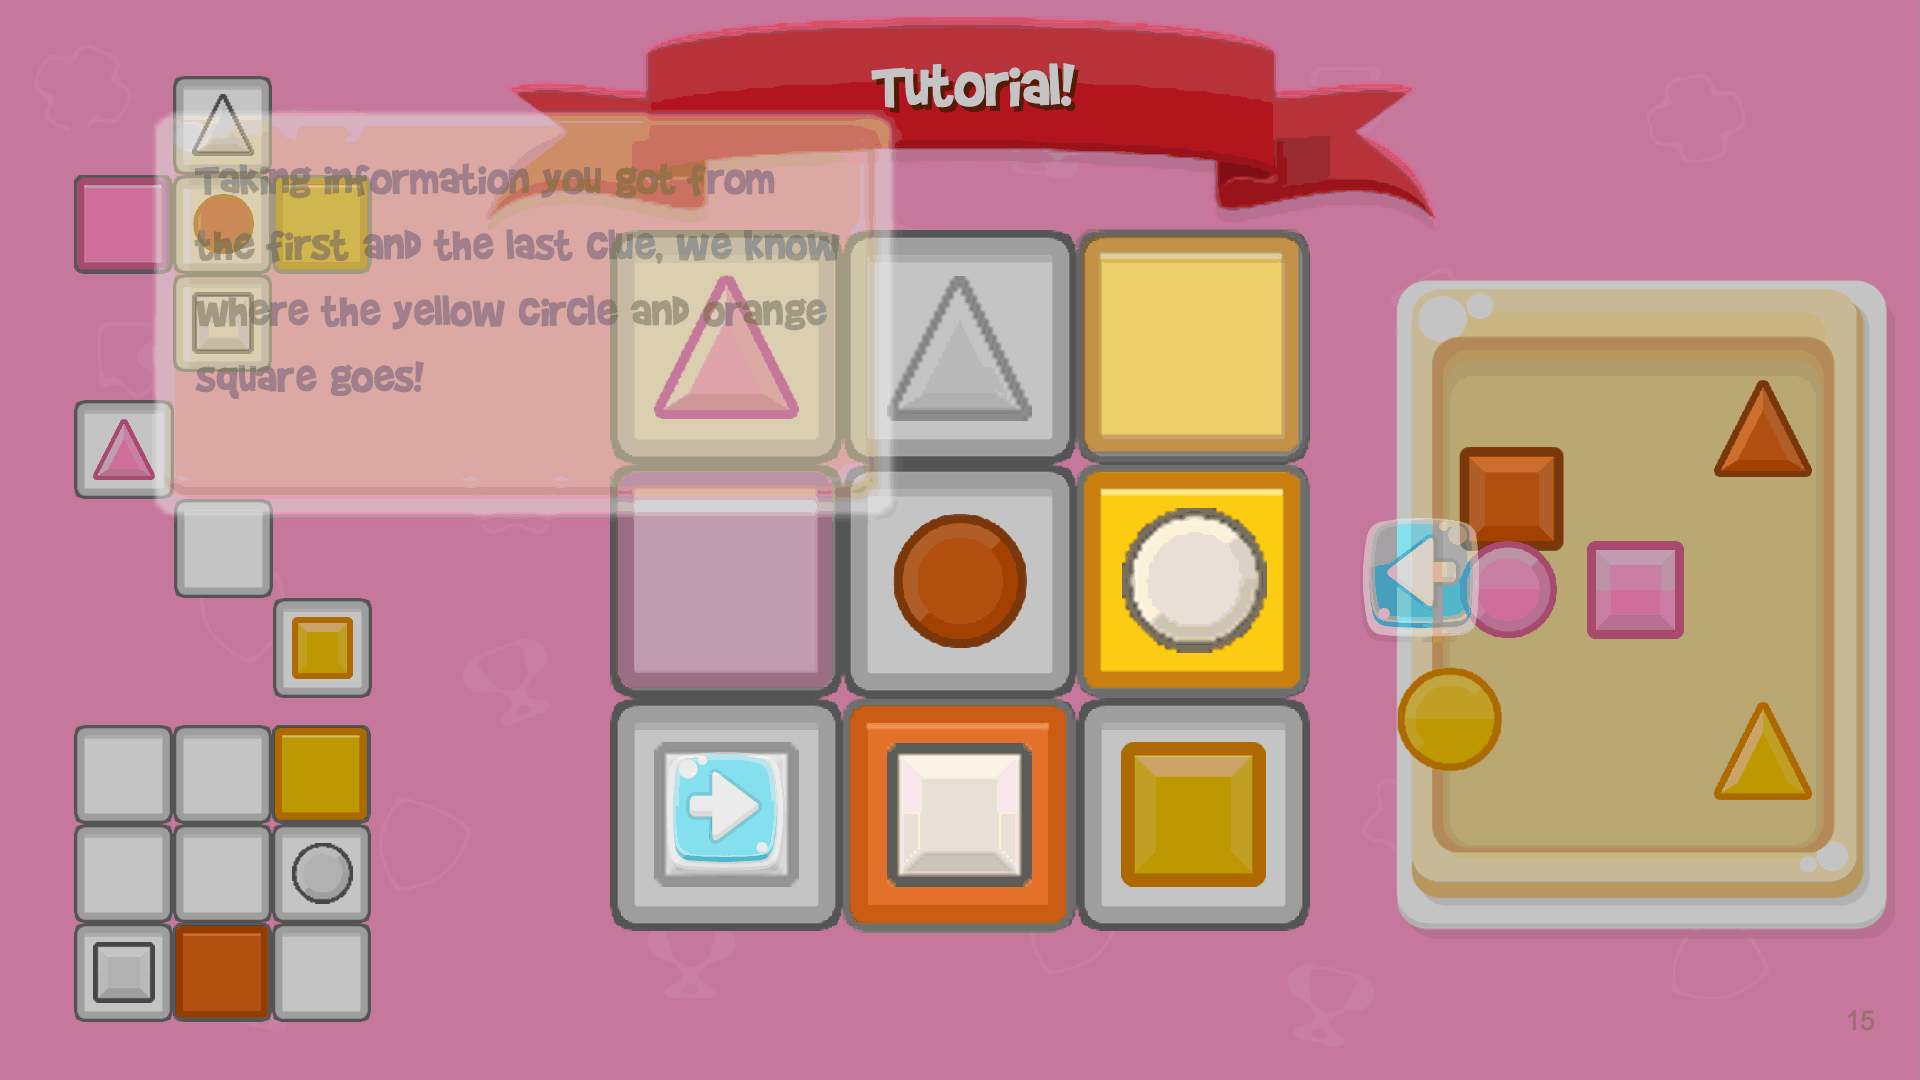 Tutorial!
Taking information you got from
the first and the last clue, we know
where the yellow circle and orange
square goes!
15